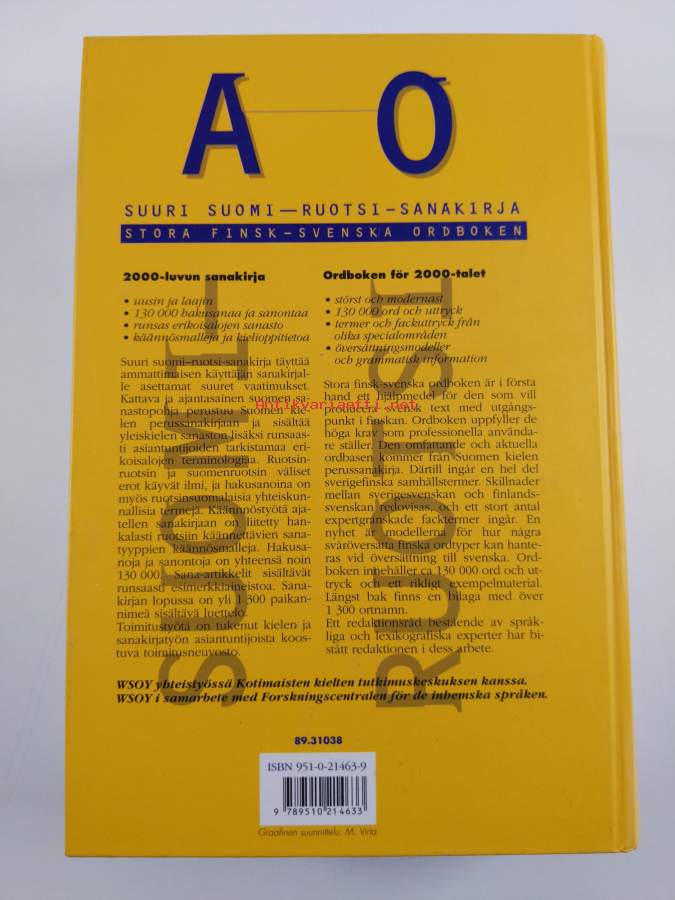 A O
SUURI SUOMI—RUOTSI–SANAKIRJA
STORA FINSK–SVENSKA ORDBOKEN
2000-luvun sanakirja
• uusin ja laajin
• 130 000 hakusanaa ja sanontaa
• runsas erikoisalojen sanasto
• käännösmalleja ja kielioppitietoa
Suuri suomi–ruotsi-sanakirja täyttää
ammattimaisen käyttäjän sanakirjal-
le asettamat suuret vaatimukset.
Kattava ja ajantasainen suomen sa-
nastopohja perustuu Suomen kie-
len perussanakirjaan ja sisältää
yleiskielen sanaston lisäksi runsaas-
ti asiantuntijoiden tarkistamaa eri-
koisalojen terminologiaa. Ruotsin-
ruotsin ja suomenruotsin väliset
erot käyvät ilmi, ja hakusanoina on
myös ruotsinsuomalaisia yhteiskun-
nallisia termejä. Käännöstyötä aja-
tellen sanakirjaan on liitetty han-
kalasti ruotsiin käännettävien sana-
tyyppien käännösmalleja. Hakusa-
noja ja sanontoja on yhteensä noin
130 000. Sana-artikkelit sisältävät
runsaasti esimerkkiaineistoa. Sana-
kirjan lopussa on yli 1 300 paikan-
nimeä sisältävä luettelo.
Toimitustyötä on tukenut kielen ja
sanakirjatyön asiantuntijoista koos-
tuva toimitusneuvosto.
Ordboken för 2000-talet
• störst och modernast
• 130 000 ord och uttryck
• termer och fackuttryck från
olika specialområden
• översättningsmodeller
och grammatisk information
Stora finsk-svenska ordboken är i första
hand ett hjälpmedel för den som vill
producera svensk text med utgångs-
punkt i finskan. Ordboken uppfyller de
höga krav som professionella använda-
re ställer. Den omfattande och aktuella
ordbasen kommer från Suomen kielen
perussanakirja. Därtill ingår en hel del
sverigefinska samhällstermer. Skillnader
mellan sverigesvenskan och finlands-
svenskan redovisas, och ett stort antal
expertgranskade facktermer ingår. En
nyhet är modellerna för hur några
svåröversatta finska ordtyper kan hante-
ras vid översättning till svenska. Ord-
boken innehåller ca 130 000 ord och ut-
tryck och ett rikligt exempelmaterial.
Längst bak finns en bilaga med över
1 300 ortnamn.
Ett redaktionsråd bestående av språk-
liga och lexikografiska experter har bi-
stått redaktionen i dess arbete.
SUOMI–
RUOTSI
antikvariaatti.net
WSOY yhteistyössä Kotimaisten kielten tutkimuskeskuksen kanssa.
WSOY i samarbete med Forskningscentralen för de inhemska språken.
89.31038
ISBN 951-0-21463-9
9 789510 214633
Graafinen suunnittelu: M. Virta